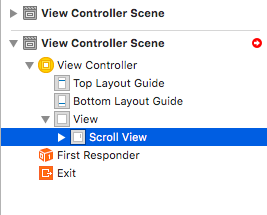 View Controller Scene
View Controller Scene
View Controller
Top Layout Guide
Bottom Layout Guide
View
Scroll View
First Responder
Exit